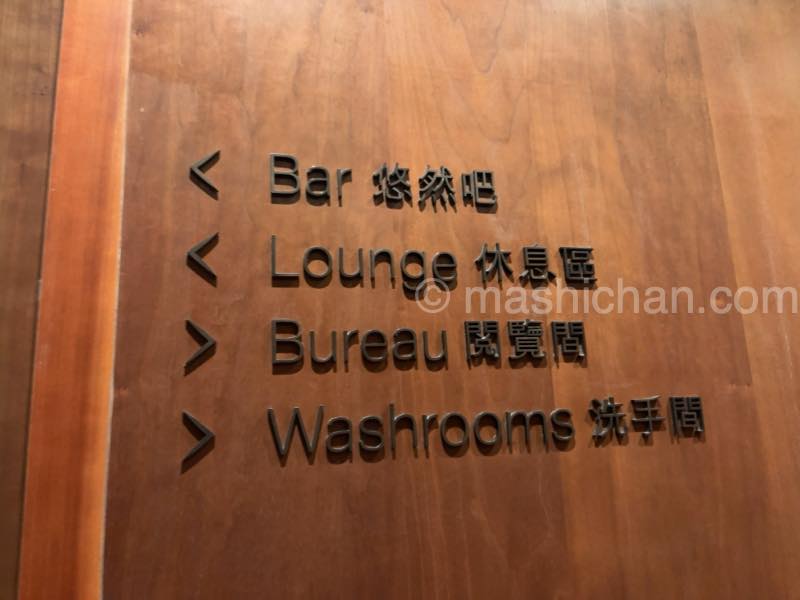 < Bar 悠然吧
< Lounge 休息區
© mashichan.com
> Bureau 閱覽間
> Washrooms 洗手間